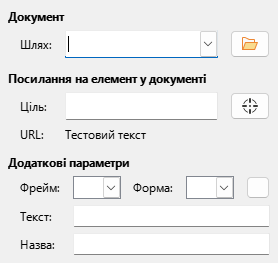 Документ
Шлях:
Посилання на елемент у документі
Ціль:
URL: Тестовий текст
Додаткові параметри
Фрейм: Форма:
Текст:
Назва: